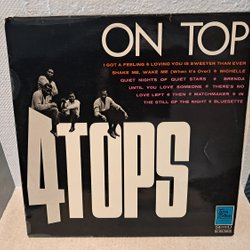 ON TOP
I GOT A FEELING • LOVING YOU IS SWEETER THAN EVER
SHAKE ME, WAKE ME (When It's Over) • MICHELLE
QUIET NIGHTS OF QUIET STARS • BRENDA
UNTIL YOU LOVE SOMEONE • THERE'S NO
LOVE LEFT • THEN • MATCHMAKER • IN
THE STILL OF THE NIGHT • BLUESETTE
4TOPS